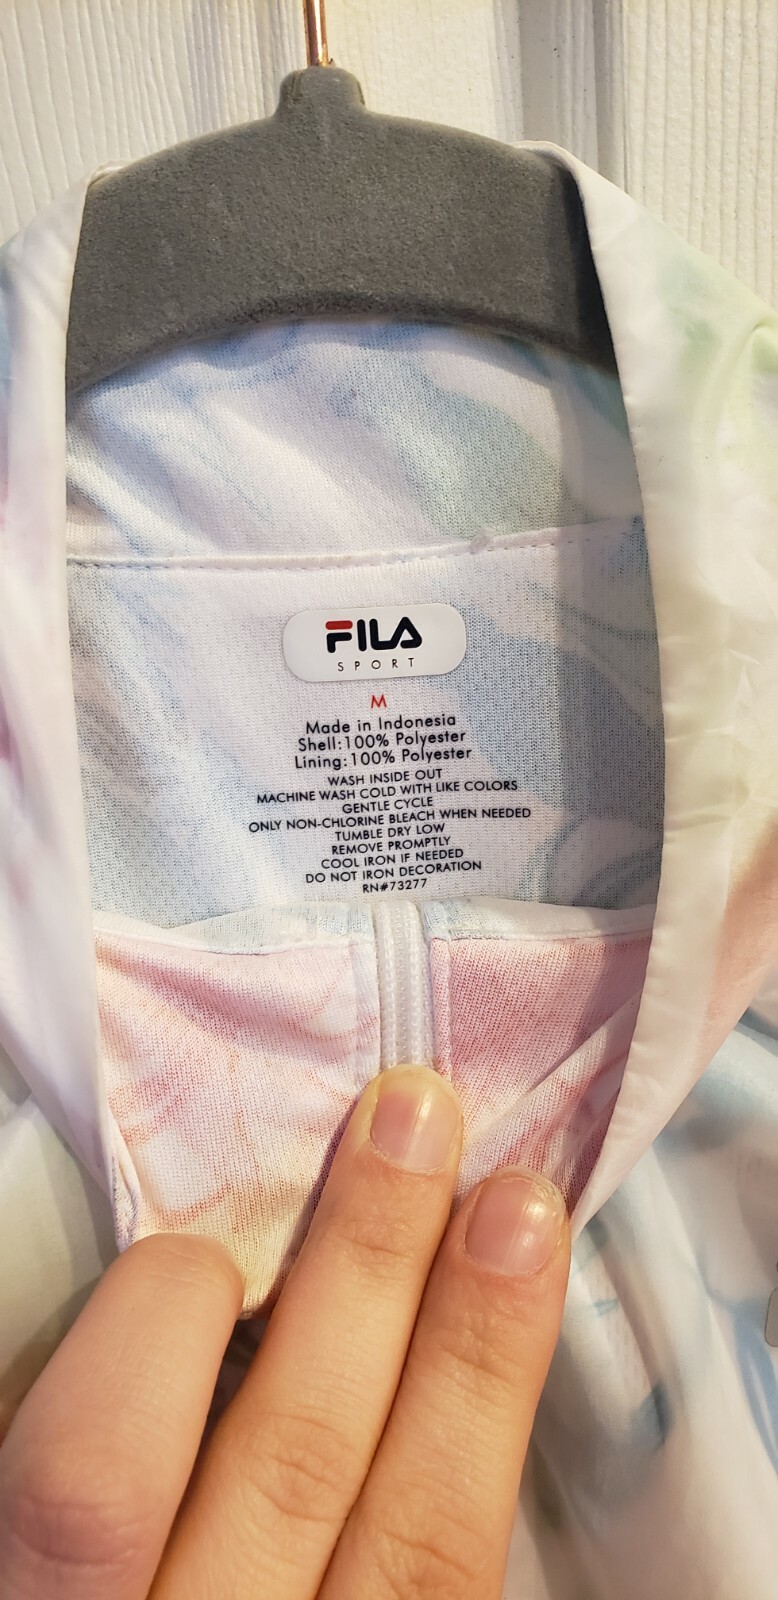 FILA
SPORT
M
Made in Indonesia
Shell:100% Polyester
Lining:100% Polyester
WASH INSIDE OUT
MACHINE WASH COLD WITH LIKE COLORS
GENTLE CYCLE
ONLY NON-CHLORINE BLEACH WHEN NEEDED
TUMBLE DRY LOW
REMOVE PROMPTLY
COOL IRON IF NEEDED
DO NOT IRON DECORATION
RN#73277